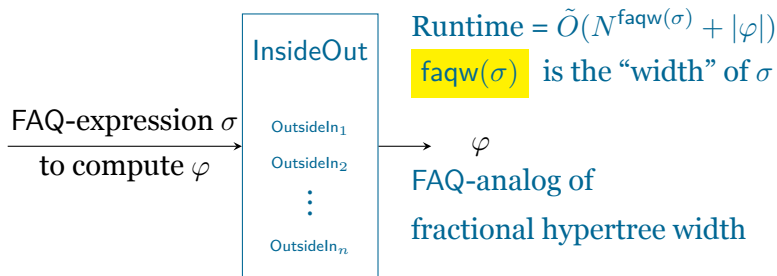 FAQ-expression σ
to compute φ
InsideOut
OutsideIn₁
OutsideIn₂
⋮
OutsideInₙ
Runtime = Õ(N^faqw(σ) + |φ|)
faqw(σ) is the “width” of σ
φ
FAQ-analog of
fractional hypertree width